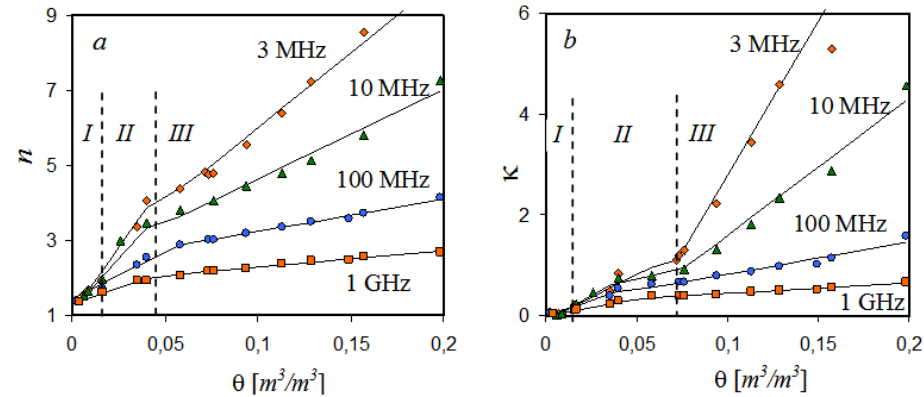 a
9
7
5
3
1
n
I
II
III
3 MHz
10 MHz
100 MHz
1 GHz
0
0,05
0,1
0,15
0,2
θ [m³/m³]
b
6
4
2
0
κ
I
II
III
3 MHz
10 MHz
100 MHz
1 GHz
0
0,05
0,1
0,15
0,2
θ [m³/m³]